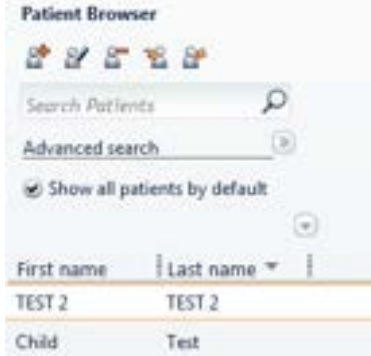 Patient Browser
Search Patients
Advanced search
Show all patients by default
First name Last name
TEST 2 TEST 2
Child Test